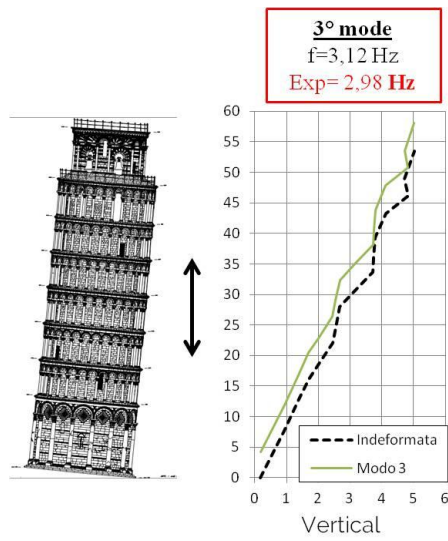 3° mode
f=3,12 Hz
Exp= 2,98 Hz
60
55
50
45
40
35
30
25
20
15
10
5
0
0 1 2 3 4 5 6
Indeformata
Modo 3
Vertical